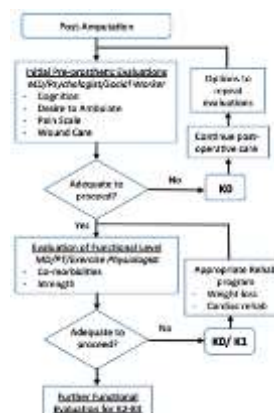 Post-Amputation
Initial Pre-prosthetic Evaluations
MD/Psychologist/Social Worker
- Cognition
- Desire to Ambulate
- Pain Scale
- Wound Care
Options to
repeat
evaluations
Continue post-
operative care
Adequate to
proceed?
No
K0
Yes
Evaluation of Functional Level
MD/PT/Exercise Physiologist
- Co-morbidities
- Strength
Appropriate Rehab
program
- Weight loss
- Cardiac rehab
Adequate to
proceed?
No
K0/ K1
Further Functional
Evaluation for